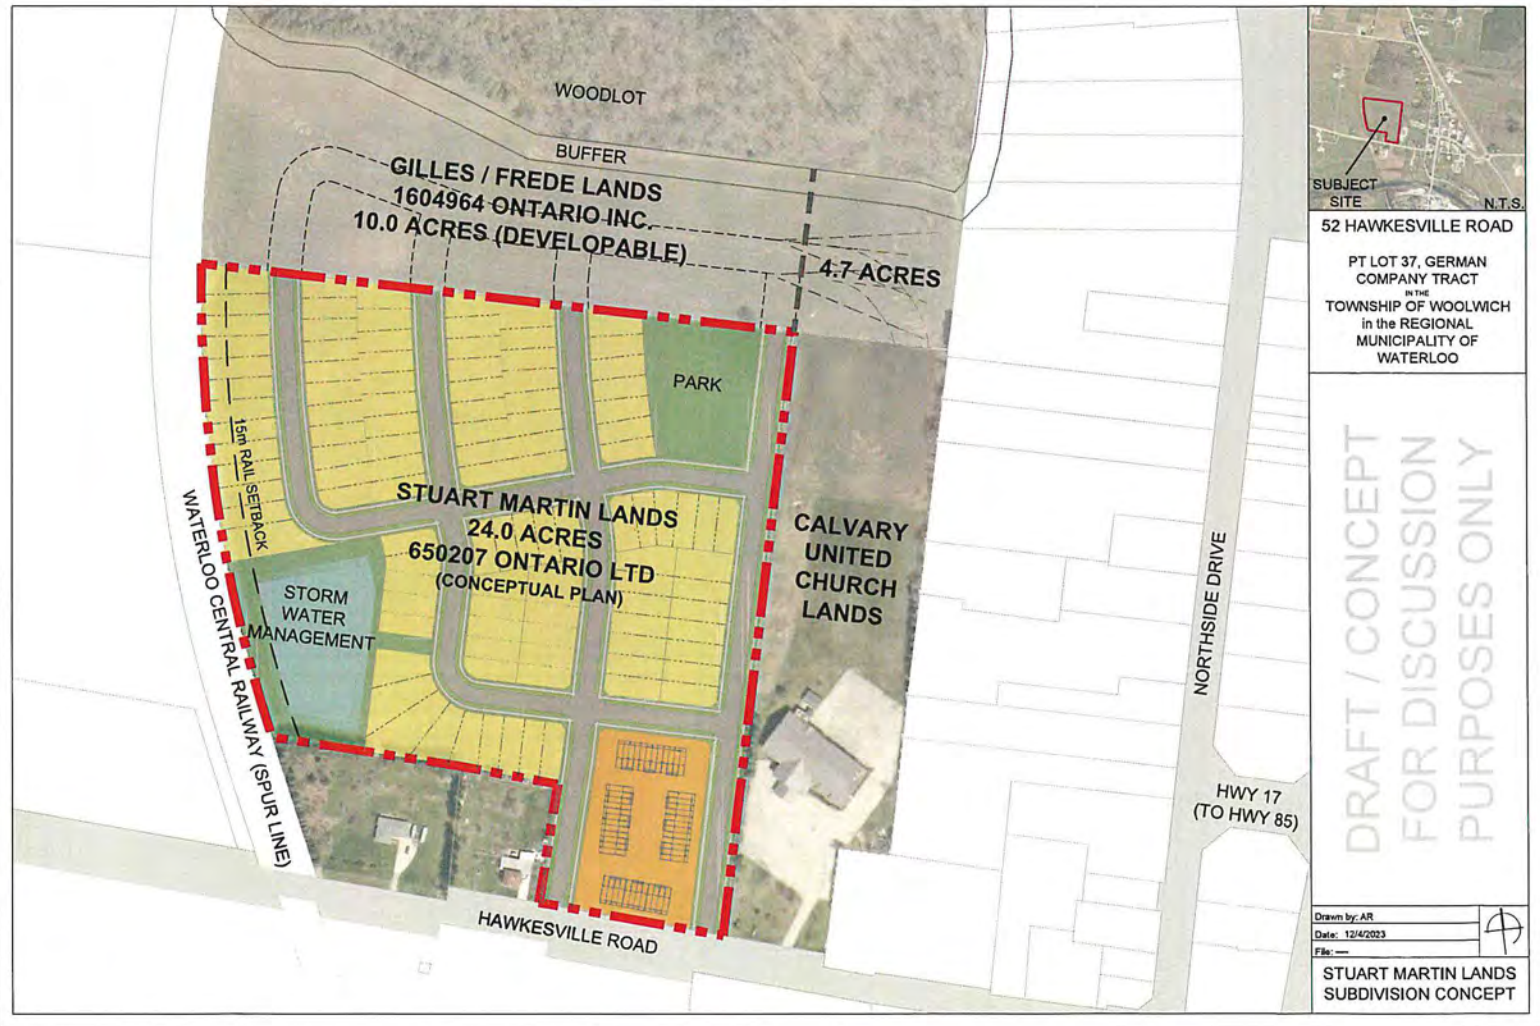 WOODLOT
BUFFER
GILLES / FREDE LANDS
1604964 ONTARIO INC.
10.0 ACRES (DEVELOPABLE)
4.7 ACRES
PARK
15m RAIL SETBACK
STUART MARTIN LANDS
24.0 ACRES
650207 ONTARIO LTD
(CONCEPTUAL PLAN)
CALVARY
UNITED
CHURCH
LANDS
STORM
WATER
MANAGEMENT
WATERLOO CENTRAL RAILWAY (SPUR LINE)
HAWKESVILLE ROAD
NORTHSIDE DRIVE
HWY 17
(TO HWY 85)
SUBJECT
SITE
N.T.S.
52 HAWKESVILLE ROAD
PT LOT 37, GERMAN
COMPANY TRACT
IN THE
TOWNSHIP OF WOOLWICH
in the REGIONAL
MUNICIPALITY OF
WATERLOO
DRAFT / CONCEPT
FOR DISCUSSION
PURPOSES ONLY
Drawn by: AR
Date: 12/4/2023
File: ----
STUART MARTIN LANDS
SUBDIVISION CONCEPT